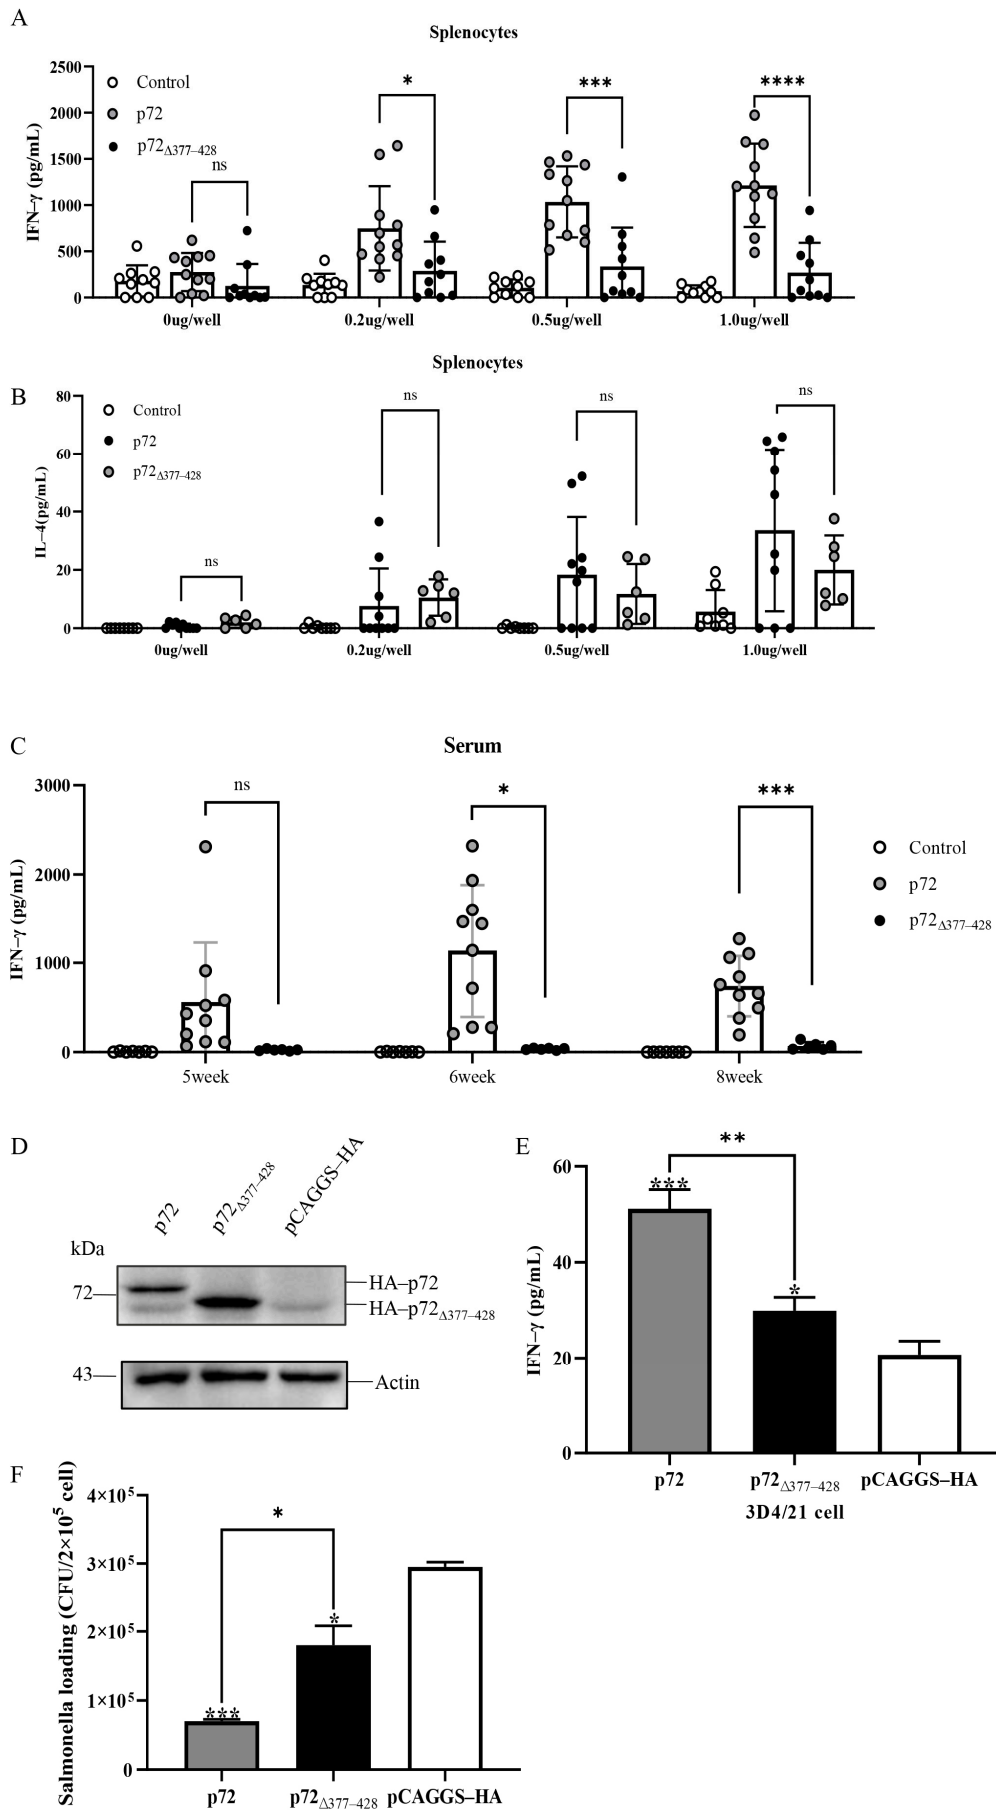 A
Splenocytes
2500
2000
1500
1000
500
0
IFN–γ (pg/mL)
Control
p72
p72Δ377–428
ns
*
***
****
0ug/well
0.2ug/well
0.5ug/well
1.0ug/well
Splenocytes
B
80
60
40
20
0
IL–4(pg/mL)
Control
p72
p72Δ377–428
ns
ns
ns
ns
0ug/well
0.2ug/well
0.5ug/well
1.0ug/well
C
Serum
3000
2000
1000
0
IFN–γ (pg/mL)
ns
*
***
Control
p72
p72Δ377–428
5week
6week
8week
D
p72
p72Δ377–428
pCAGGS–HA
kDa
72
HA–p72
HA–p72Δ377–428
43
Actin
E
60
40
20
0
IFN–γ (pg/mL)
**
***
*
p72
p72Δ377–428
pCAGGS–HA
3D4/21 cell
F
4×10⁵
3×10⁵
2×10⁵
1×10⁵
0
Salmonella loading (CFU/2×10⁵ cell)
*
*
***
p72
p72Δ377–428
pCAGGS–HA